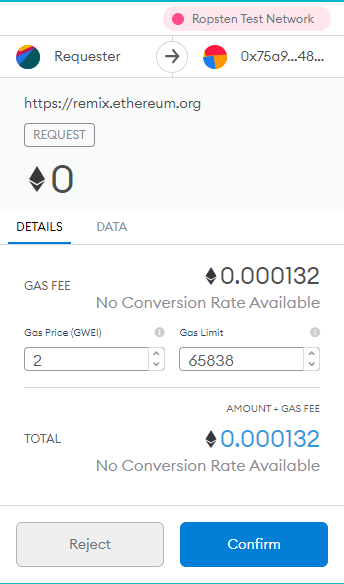 Ropsten Test Network
Requester
0x75a9...48...
https://remix.ethereum.org
REQUEST
0
DETAILS
DATA
GAS FEE
0.000132
No Conversion Rate Available
Gas Price (GWEI)
Gas Limit
2
65838
AMOUNT + GAS FEE
TOTAL
0.000132
No Conversion Rate Available
Reject
Confirm